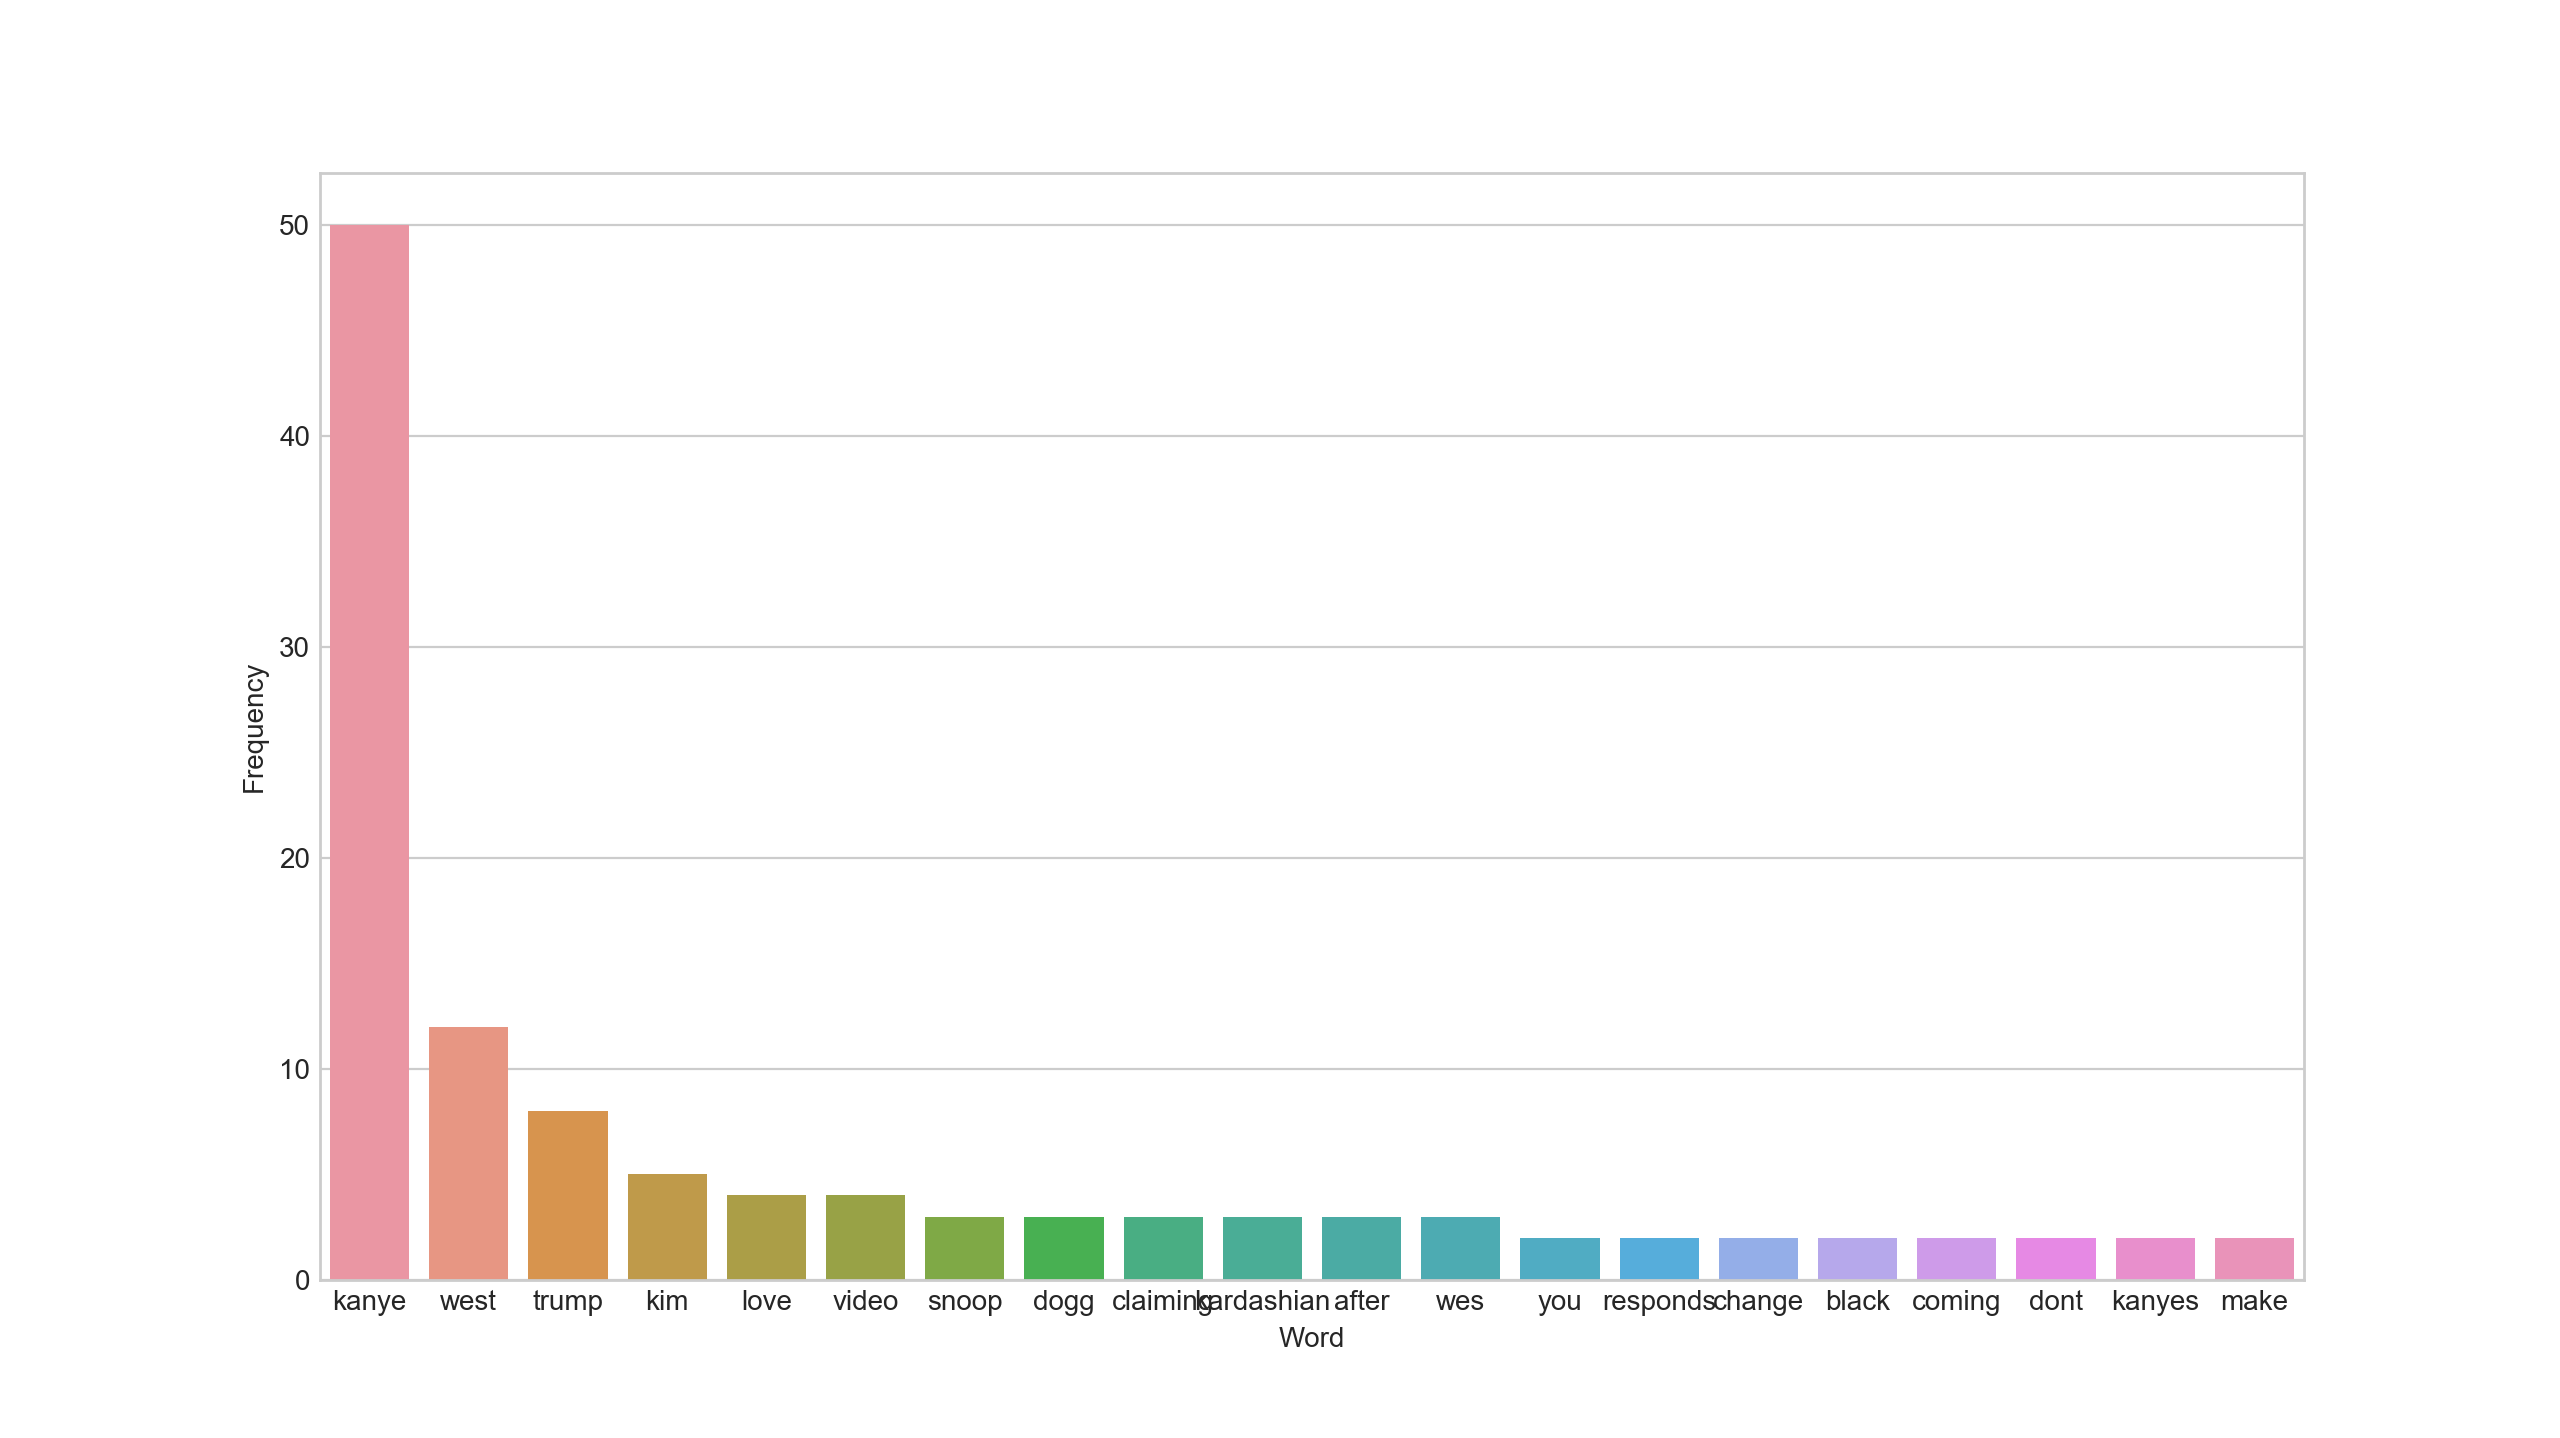 50
40
30
20
10
0
Frequency
kanye west trump kim love video snoop dogg claiming kardashian after wes you responds change black coming dont kanyes make
Word